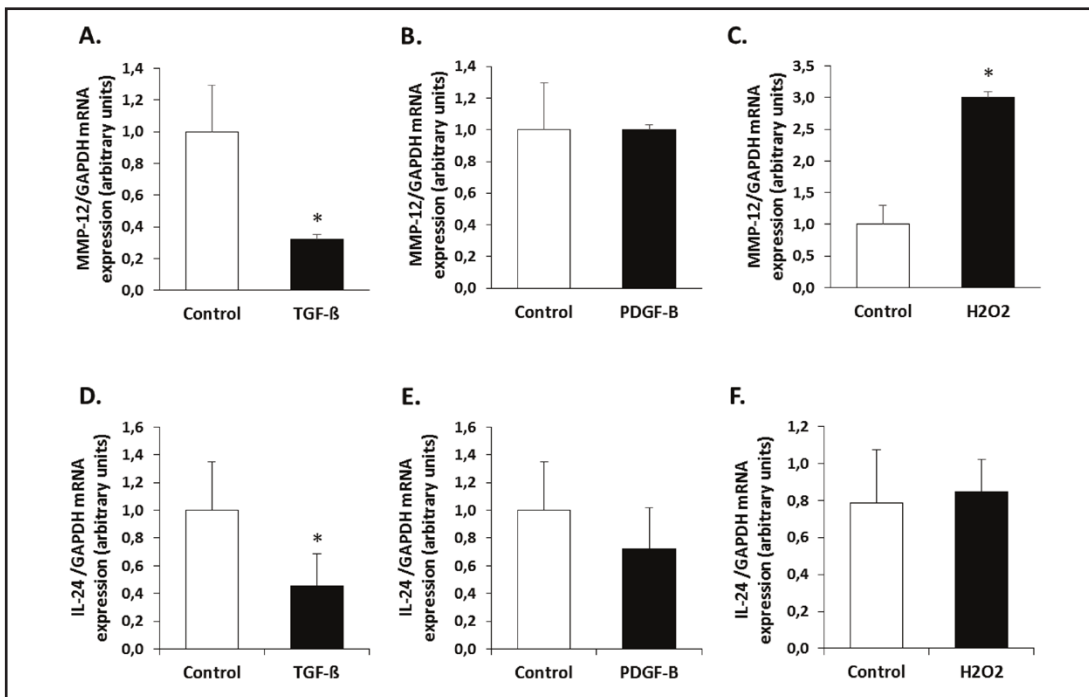 A.
MMP-12/GAPDH mRNA
expression (arbitrary units)
1,4
1,2
1,0
0,8
0,6
0,4
0,2
0,0
*
Control
TGF-ß
B.
MMP-12/GAPDH mRNA
expression (arbitrary units)
1,4
1,2
1,0
0,8
0,6
0,4
0,2
0,0
Control
PDGF-B
C.
MMP-12/GAPDH mRNA
expression (arbitrary units)
3,5
3,0
2,5
2,0
1,5
1,0
0,5
0,0
*
Control
H2O2
D.
IL-24 /GAPDH mRNA
expression (arbitrary units)
1,6
1,4
1,2
1,0
0,8
0,6
0,4
0,2
0,0
*
Control
TGF-ß
E.
IL-24 /GAPDH mRNA
expression (arbitrary units)
1,6
1,4
1,2
1,0
0,8
0,6
0,4
0,2
0,0
Control
PDGF-B
F.
IL-24 /GAPDH mRNA
expression (arbitrary units)
1,2
1,0
0,8
0,6
0,4
0,2
0,0
Control
H2O2